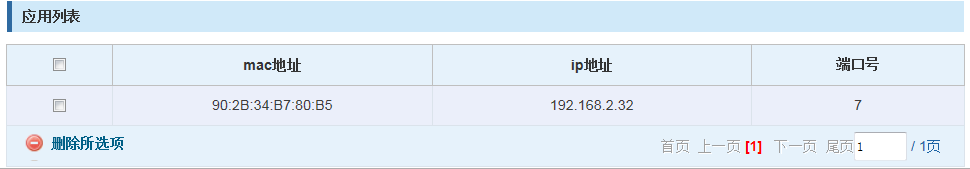 应用列表
mac地址 ip地址 端口号
90:2B:34:B7:80:B5 192.168.2.32 7
删除所选项 首页 上一页 [1] 下一页 尾页 1 / 1页